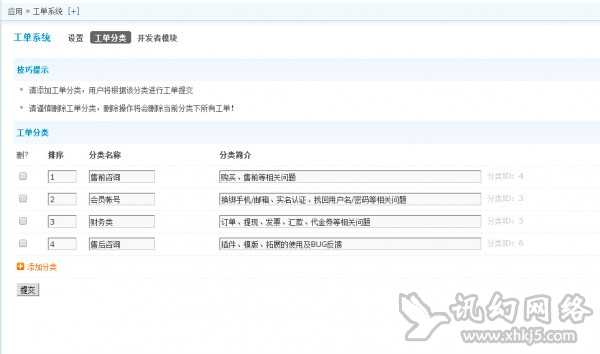 应用 » 工单系统 [+]
工单系统 设置 工单分类 开发者模块
技巧提示
请添加工单分类，用户将根据该分类进行工单提交
请谨慎删除工单分类，删除操作将会删除当前分类下所有工单！
工单分类
删? 排序 分类名称 分类简介
1 售前咨询 购买、售前等相关问题 分类ID：4
2 会员帐号 换绑手机/邮箱、实名认证、找回用户名/密码等相关问题 分类ID：3
3 财务类 订单、提现、发票、汇款、代金券等相关问题 分类ID：5
4 售后咨询 插件、模版、拓展的使用及BUG反馈 分类ID：6
添加分类
提交
讯幻网络
www.xhkj5.com